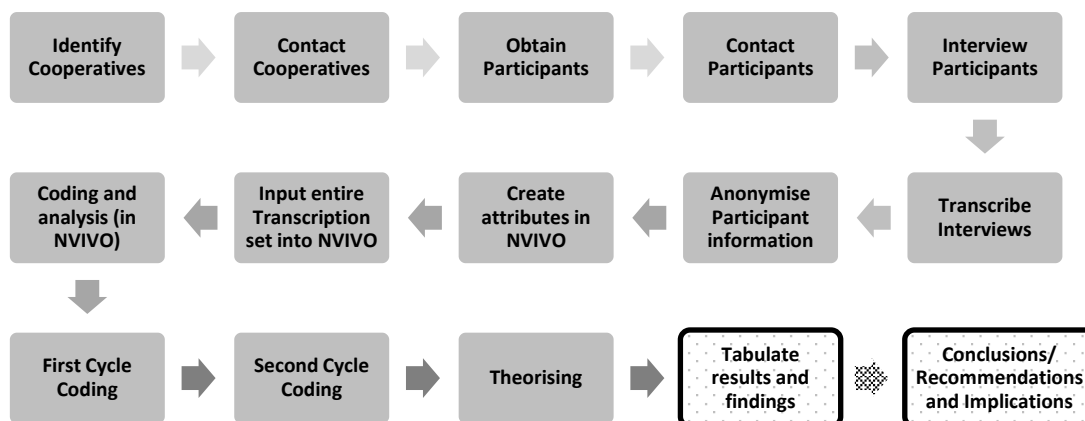 Identify
Cooperatives
Contact
Cooperatives
Obtain
Participants
Contact
Participants
Interview
Participants
Transcribe
Interviews
Anonymise
Participant
information
Create
attributes in
NVIVO
Input entire
Transcription
set into NVIVO
Coding and
analysis (in
NVIVO)
First Cycle
Coding
Second Cycle
Coding
Theorising
Tabulate
results and
findings
Conclusions/
Recommendations
and Implications